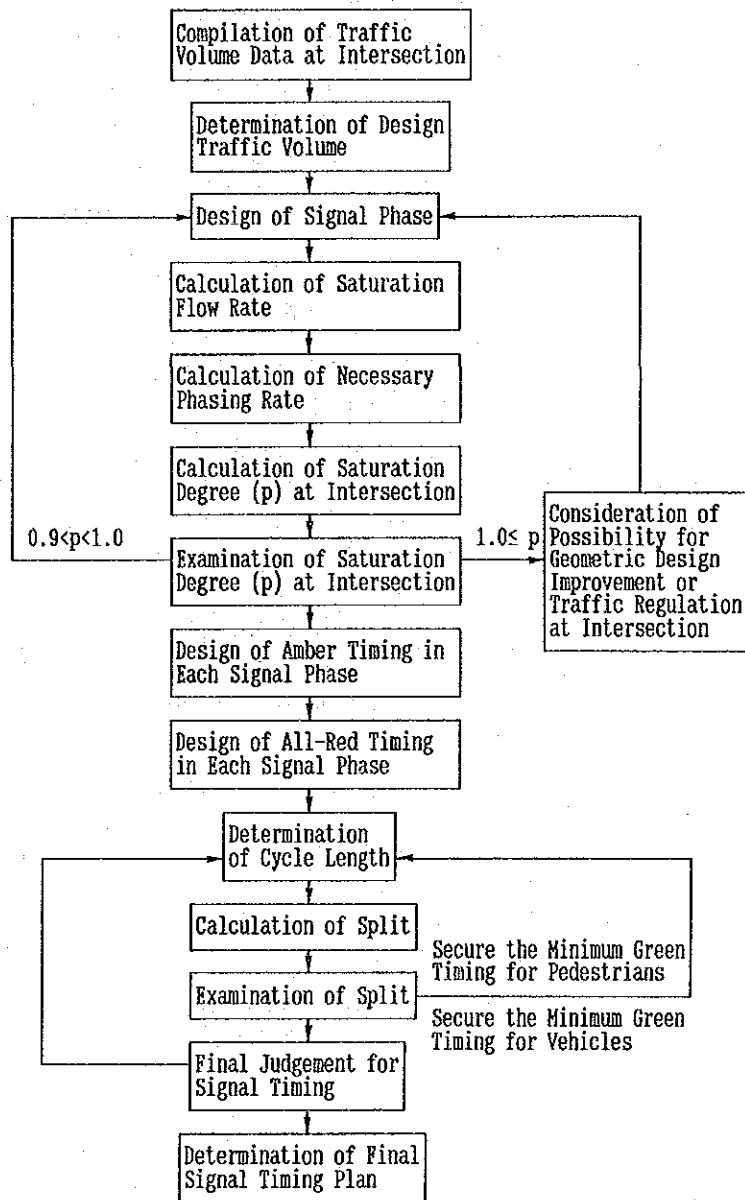 Compilation of Traffic
Volume Data at Intersection
Determination of Design
Traffic Volume
Design of Signal Phase
Calculation of Saturation
Flow Rate
Calculation of Necessary
Phasing Rate
Calculation of Saturation
Degree (p) at Intersection
0.9<p<1.0
Examination of Saturation
Degree (p) at Intersection
1.0≤ p
Consideration of
Possibility for
Geometric Design
Improvement or
Traffic Regulation
at Intersection
Design of Amber Timing in
Each Signal Phase
Design of All-Red Timing
in Each Signal Phase
Determination
of Cycle Length
Calculation of Split
Secure the Minimum Green
Timing for Pedestrians
Examination of Split
Secure the Minimum Green
Timing for Vehicles
Final Judgement for
Signal Timing
Determination of Final
Signal Timing Plan